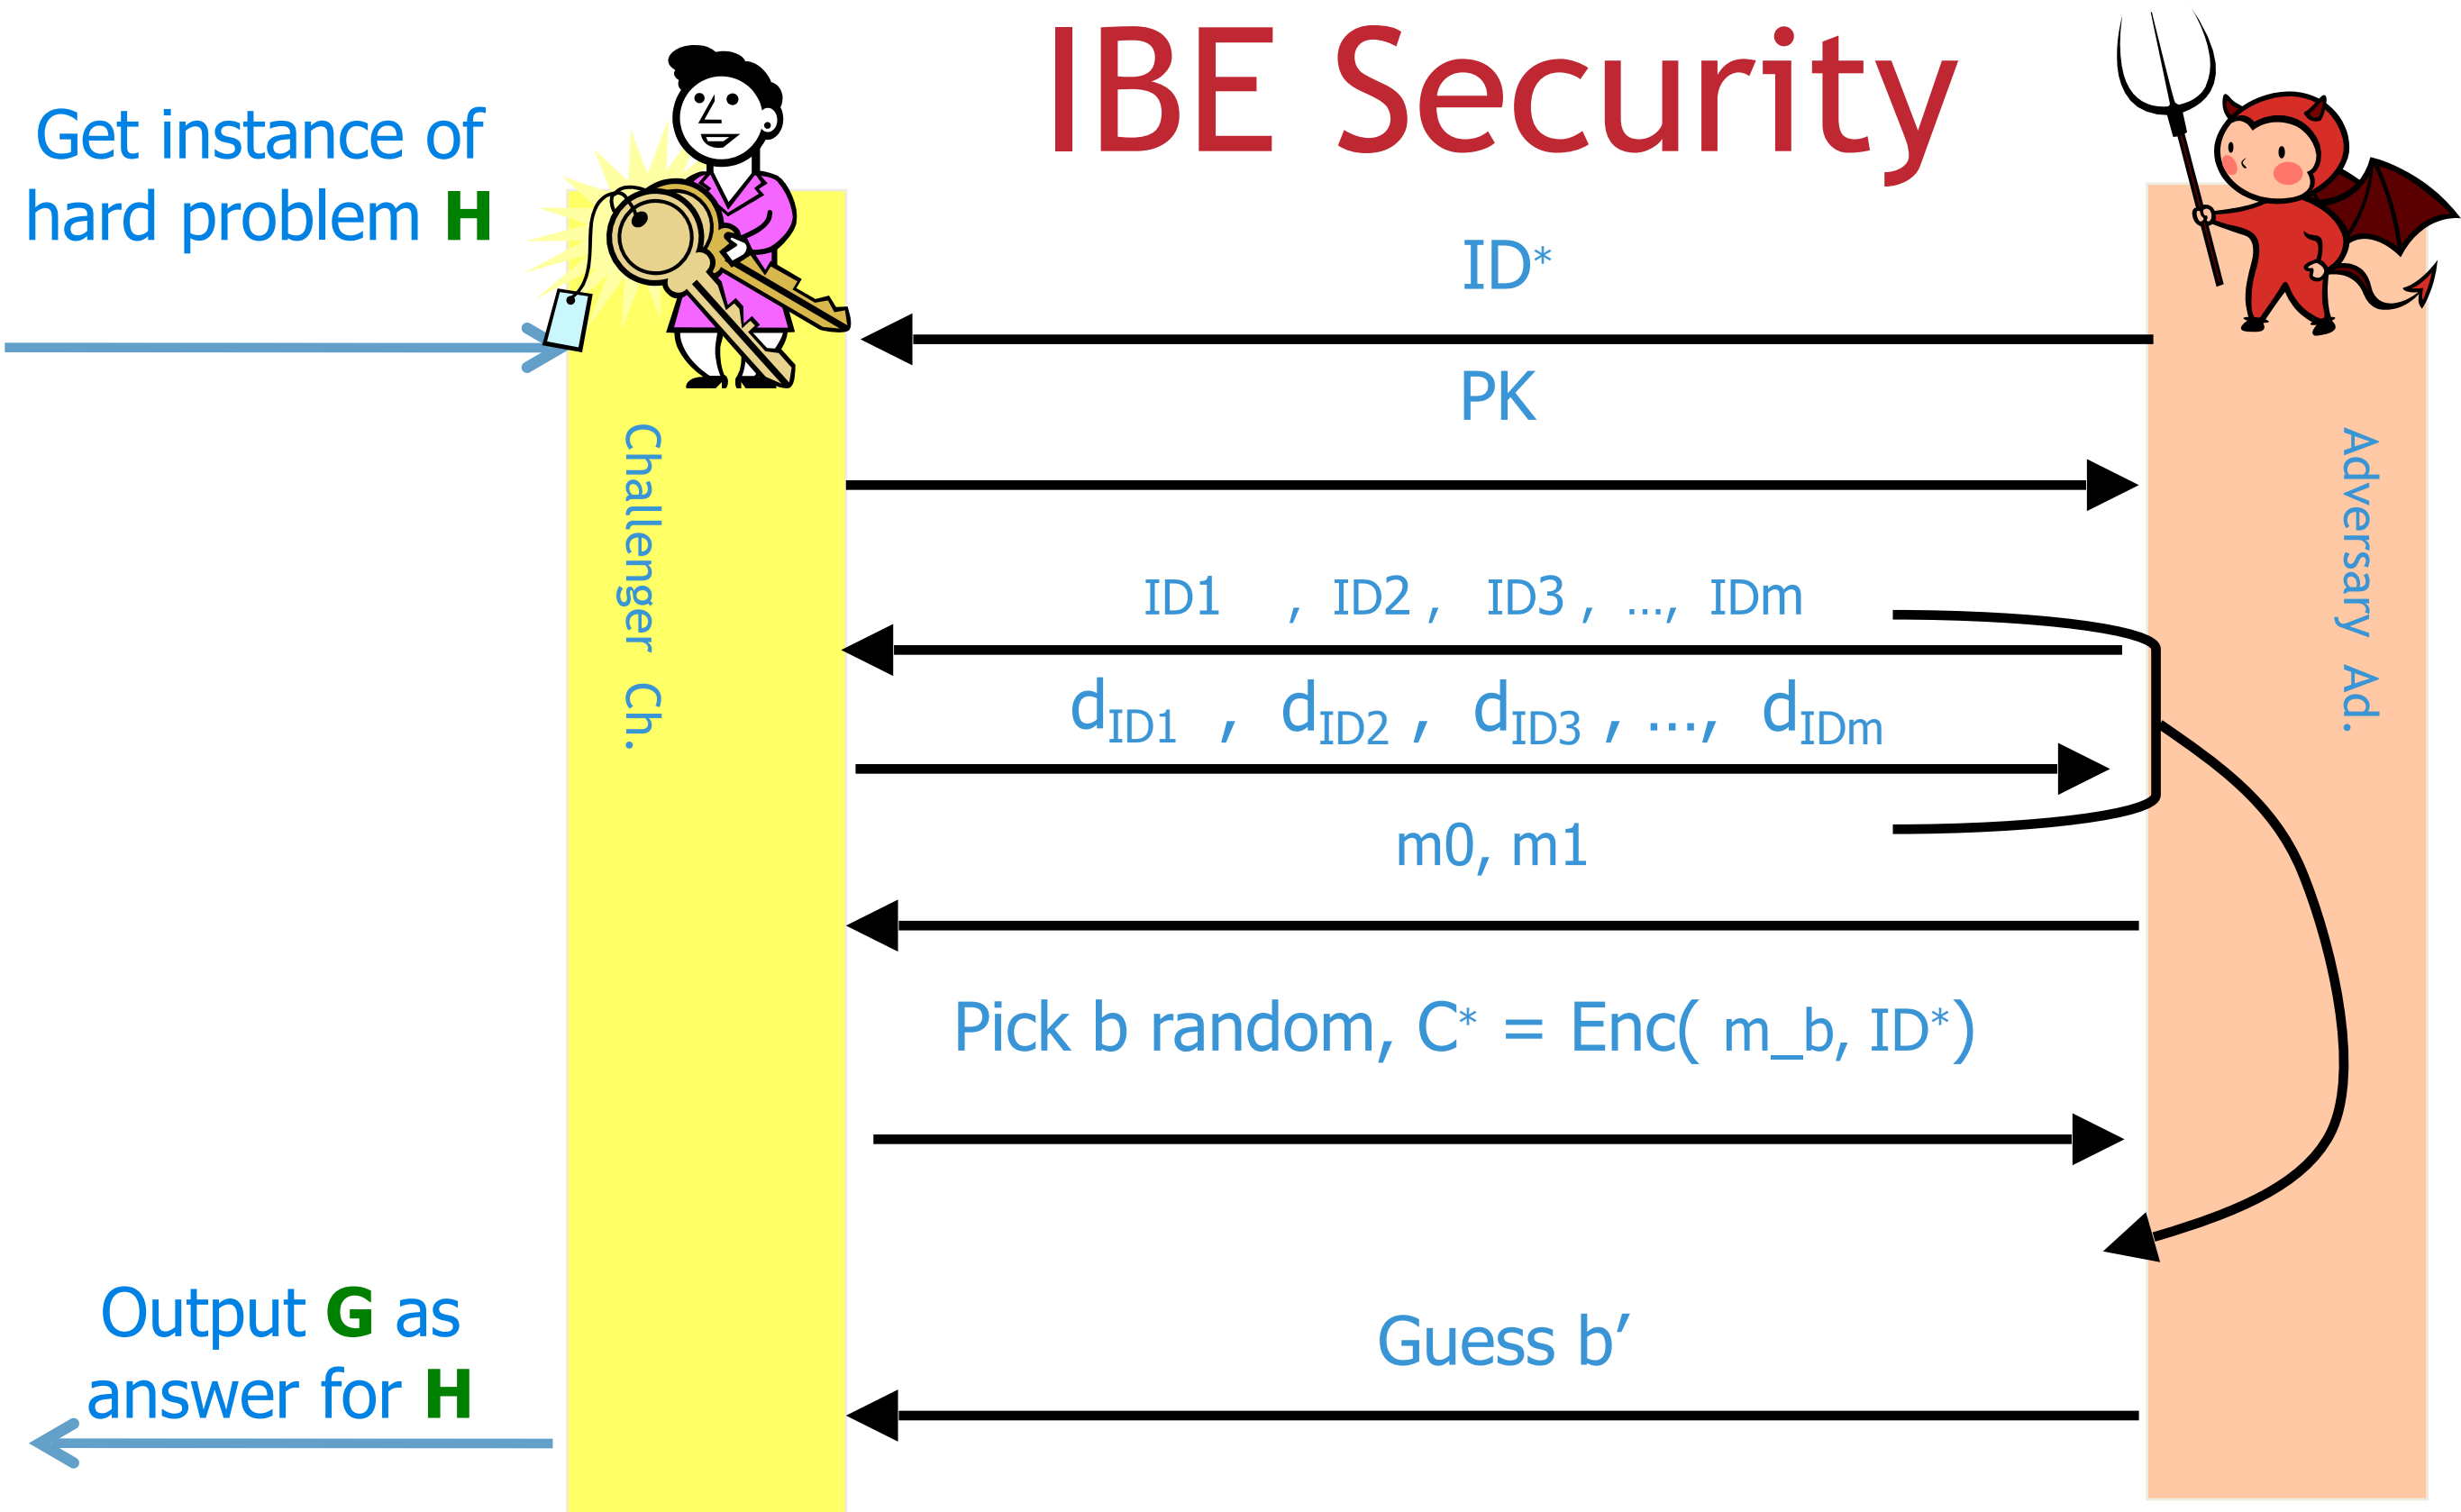 IBE Security
Get instance of
hard problem H
ID*
PK
Challenger Ch.
Adversary Ad.
ID1 , ID2 , ID3 , ..., IDm
dID1 , dID2 , dID3 , ..., dIDm
m0, m1
Pick b random, C* = Enc( m_b, ID*)
Output G as
answer for H
Guess b’